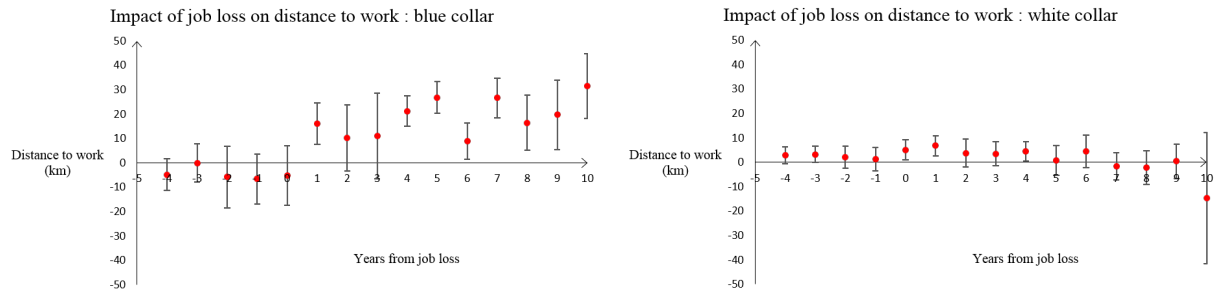 Impact of job loss on distance to work : blue collar
50
40
30
20
10
0
-10
-20
-30
-40
-50
Distance to work
(km)
-5 -4 -3 -2 -1 0 1 2 3 4 5 6 7 8 9 10
Years from job loss
Impact of job loss on distance to work : white collar
50
40
30
20
10
0
-10
-20
-30
-40
-50
Distance to work
(km)
-5 -4 -3 -2 -1 0 1 2 3 4 5 6 7 8 9 10
Years from job loss